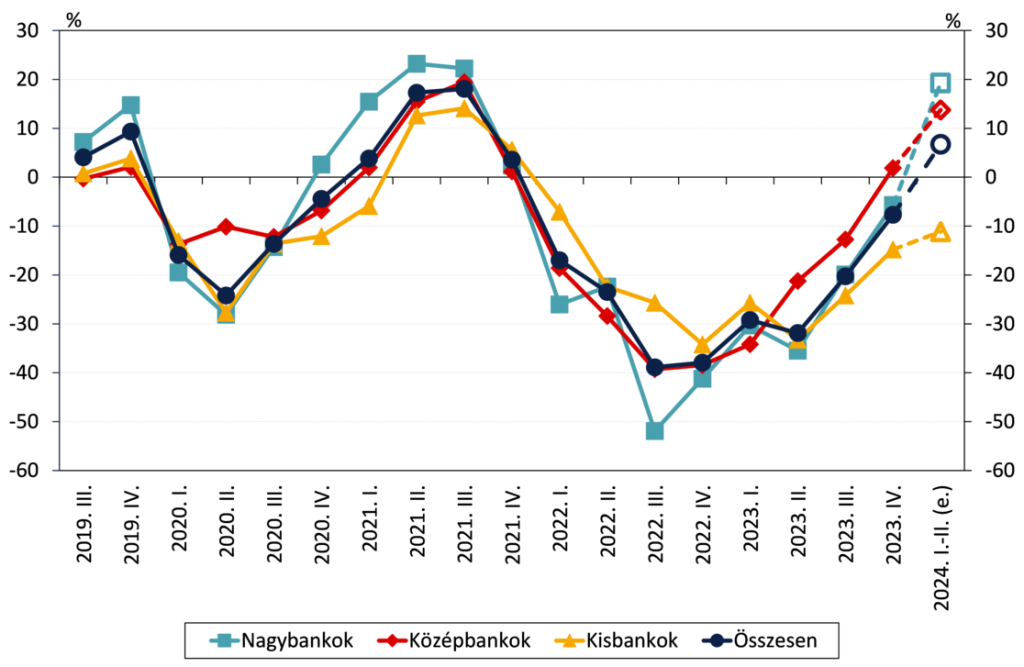 % %
30 30
20 20
10 10
0 0
-10 -10
-20 -20
-30 -30
-40 -40
-50 -50
-60 -60
2019. III.
2019. IV.
2020. I.
2020. II.
2020. III.
2020. IV.
2021. I.
2021. II.
2021. III.
2021. IV.
2022. I.
2022. II.
2022. III.
2022. IV.
2023. I.
2023. II.
2023. III.
2023. IV.
2024. I.-II. (e.)
Nagybankok Középbankok Kisbankok Összesen